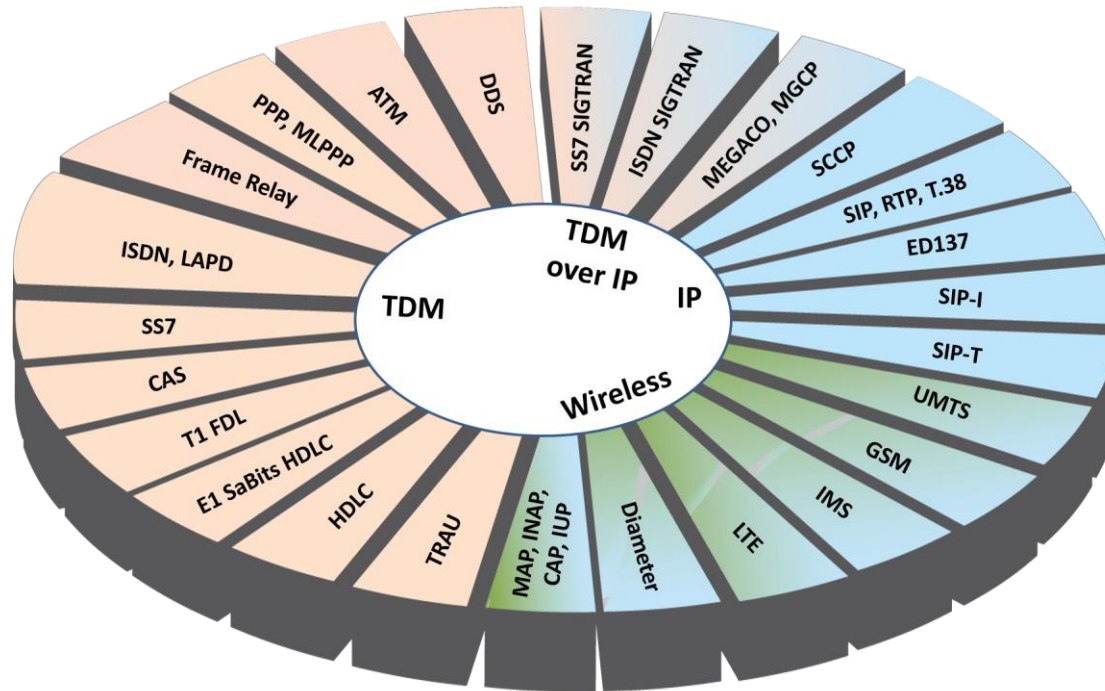 DDS
SS7 SIGTRAN
ISDN SIGTRAN
MEGACO, MGCP
SCCP
SIP, RTP, T.38
ED137
SIP-I
SIP-T
UMTS
GSM
IMS
LTE
Diameter
MAP, INAP,
CAP, IUP
TRAU
HDLC
E1 SaBits HDLC
T1 FDL
CAS
SS7
ISDN, LAPD
Frame Relay
PPP, MLPPP
ATM
TDM
over IP
IP
TDM
Wireless